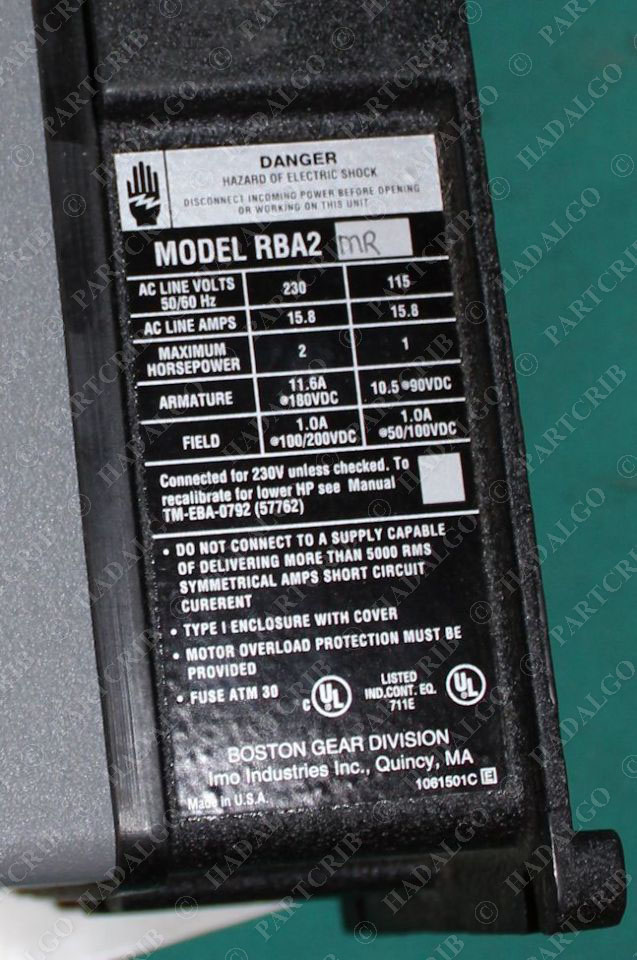 DANGER
HAZARD OF ELECTRIC SHOCK
DISCONNECT INCOMING POWER BEFORE OPENING
OR WORKING ON THIS UNIT
MODEL RBA2 MR
AC LINE VOLTS 50/60 Hz 230 115
AC LINE AMPS 15.8 15.8
MAXIMUM HORSEPOWER 2 1
ARMATURE 11.6A @180VDC 10.5 @90VDC
FIELD 1.0A @100/200VDC 1.0A @50/100VDC
Connected for 230V unless checked. To
recalibrate for lower HP see Manual
TM-EBA-0792 (57762)
• DO NOT CONNECT TO A SUPPLY CAPABLE
OF DELIVERING MORE THAN 5000 RMS
SYMMETRICAL AMPS SHORT CIRCUIT
CURERENT
• TYPE I ENCLOSURE WITH COVER
• MOTOR OVERLOAD PROTECTION MUST BE
PROVIDED
• FUSE ATM 30
C UL
LISTED
IND.CONT. EQ.
711E
UL
BOSTON GEAR DIVISION
Imo Industries Inc., Quincy, MA
1061501C E
Made in U.S.A.
© HADALGO PARTCRIB